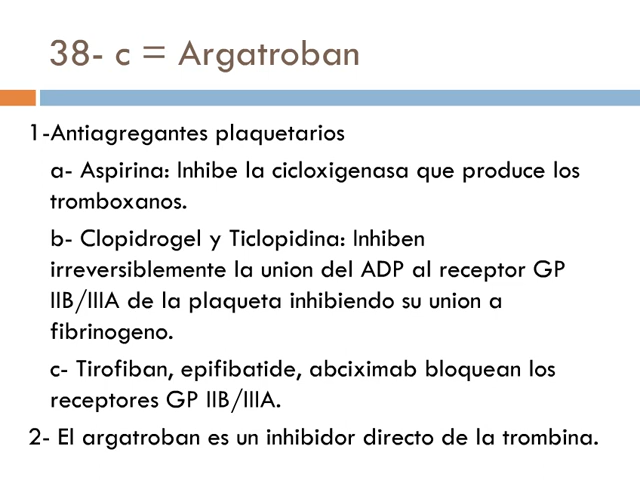 38- c = Argatroban
1-Antiagregantes plaquetarios
a- Aspirina: Inhibe la cicloxigenasa que produce los
tromboxanos.
b- Clopidrogel y Ticlopidina: Inhiben
irreversiblemente la union del ADP al receptor GP
IIB/IIIA de la plaqueta inhibiendo su union a
fibrinogeno.
c- Tirofiban, epifibatide, abciximab bloquean los
receptores GP IIB/IIIA.
2- El argatroban es un inhibidor directo de la trombina.